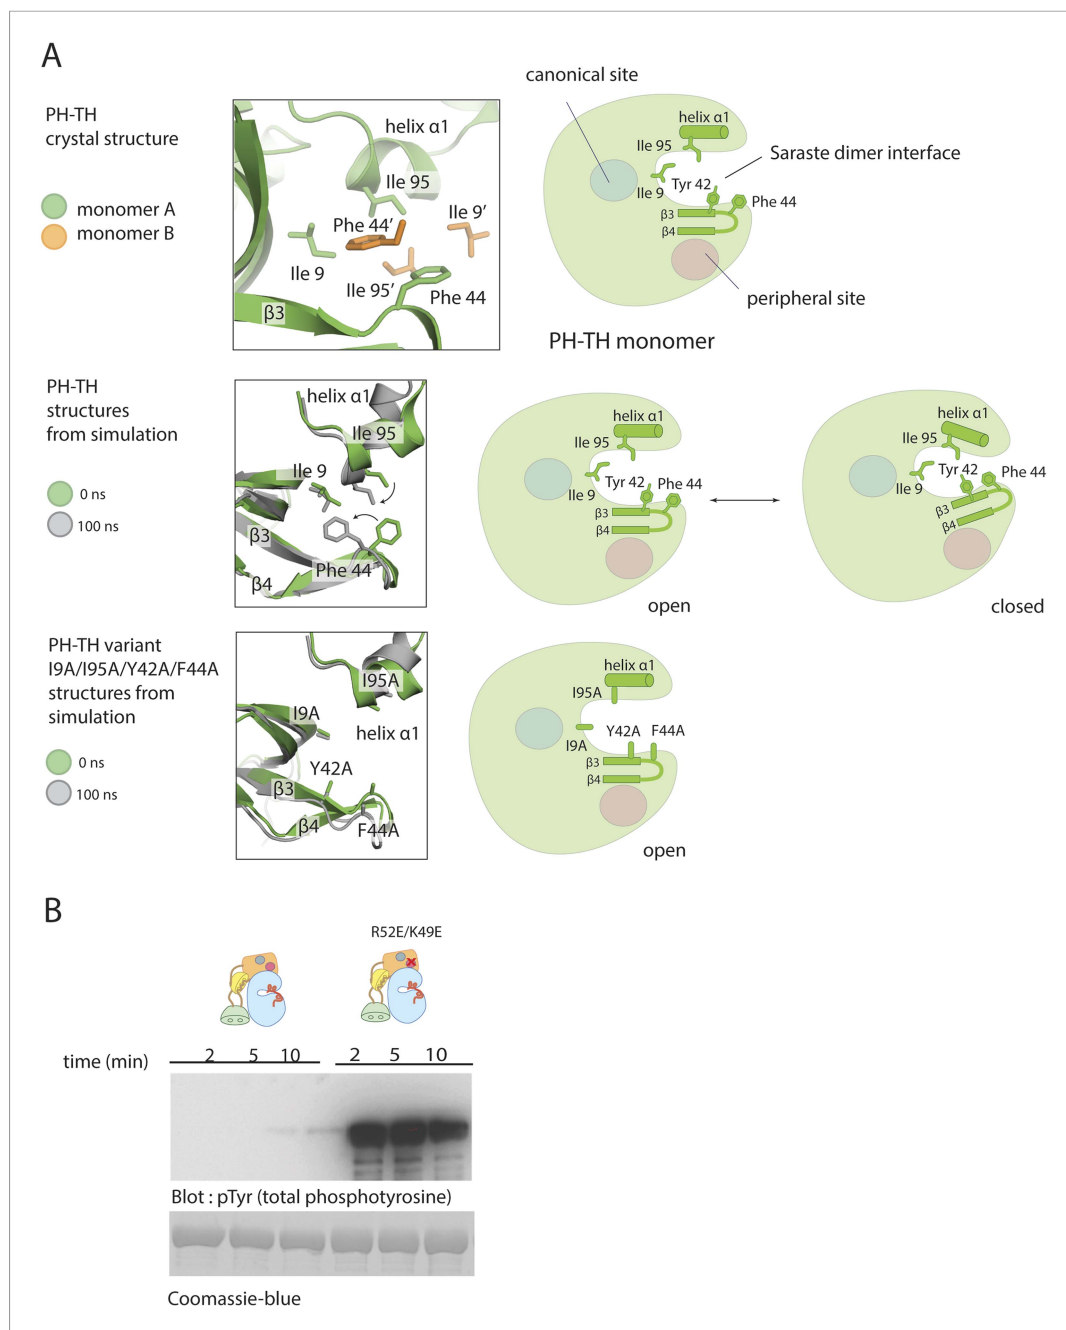 A
PH-TH
crystal structure
monomer A
monomer B
helix α1
Ile 95
Phe 44′
Ile 9′
Ile 9
Ile 95′
Phe 44
β3
canonical site
helix α1
Ile 95
Saraste dimer interface
Tyr 42
Ile 9
Phe 44
β3
β4
peripheral site
PH-TH monomer
PH-TH
structures
from simulation
0 ns
100 ns
helix α1
Ile 95
Ile 9
β3
Phe 44
β4
helix α1
Ile 95
Tyr 42
Phe 44
Ile 9
β3
β4
open
helix α1
Ile 95
Phe 44
Tyr 42
Ile 9
β3
β4
closed
PH-TH variant
I9A/I95A/Y42A/F44A
structures from
simulation
0 ns
100 ns
I95A
I9A
helix α1
Y42A
β3
β4
F44A
helix α1
I95A
Y42A F44A
I9A
β3
β4
open
B
R52E/K49E
time (min) 2 5 10 2 5 10
Blot : pTyr (total phosphotyrosine)
Coomassie-blue